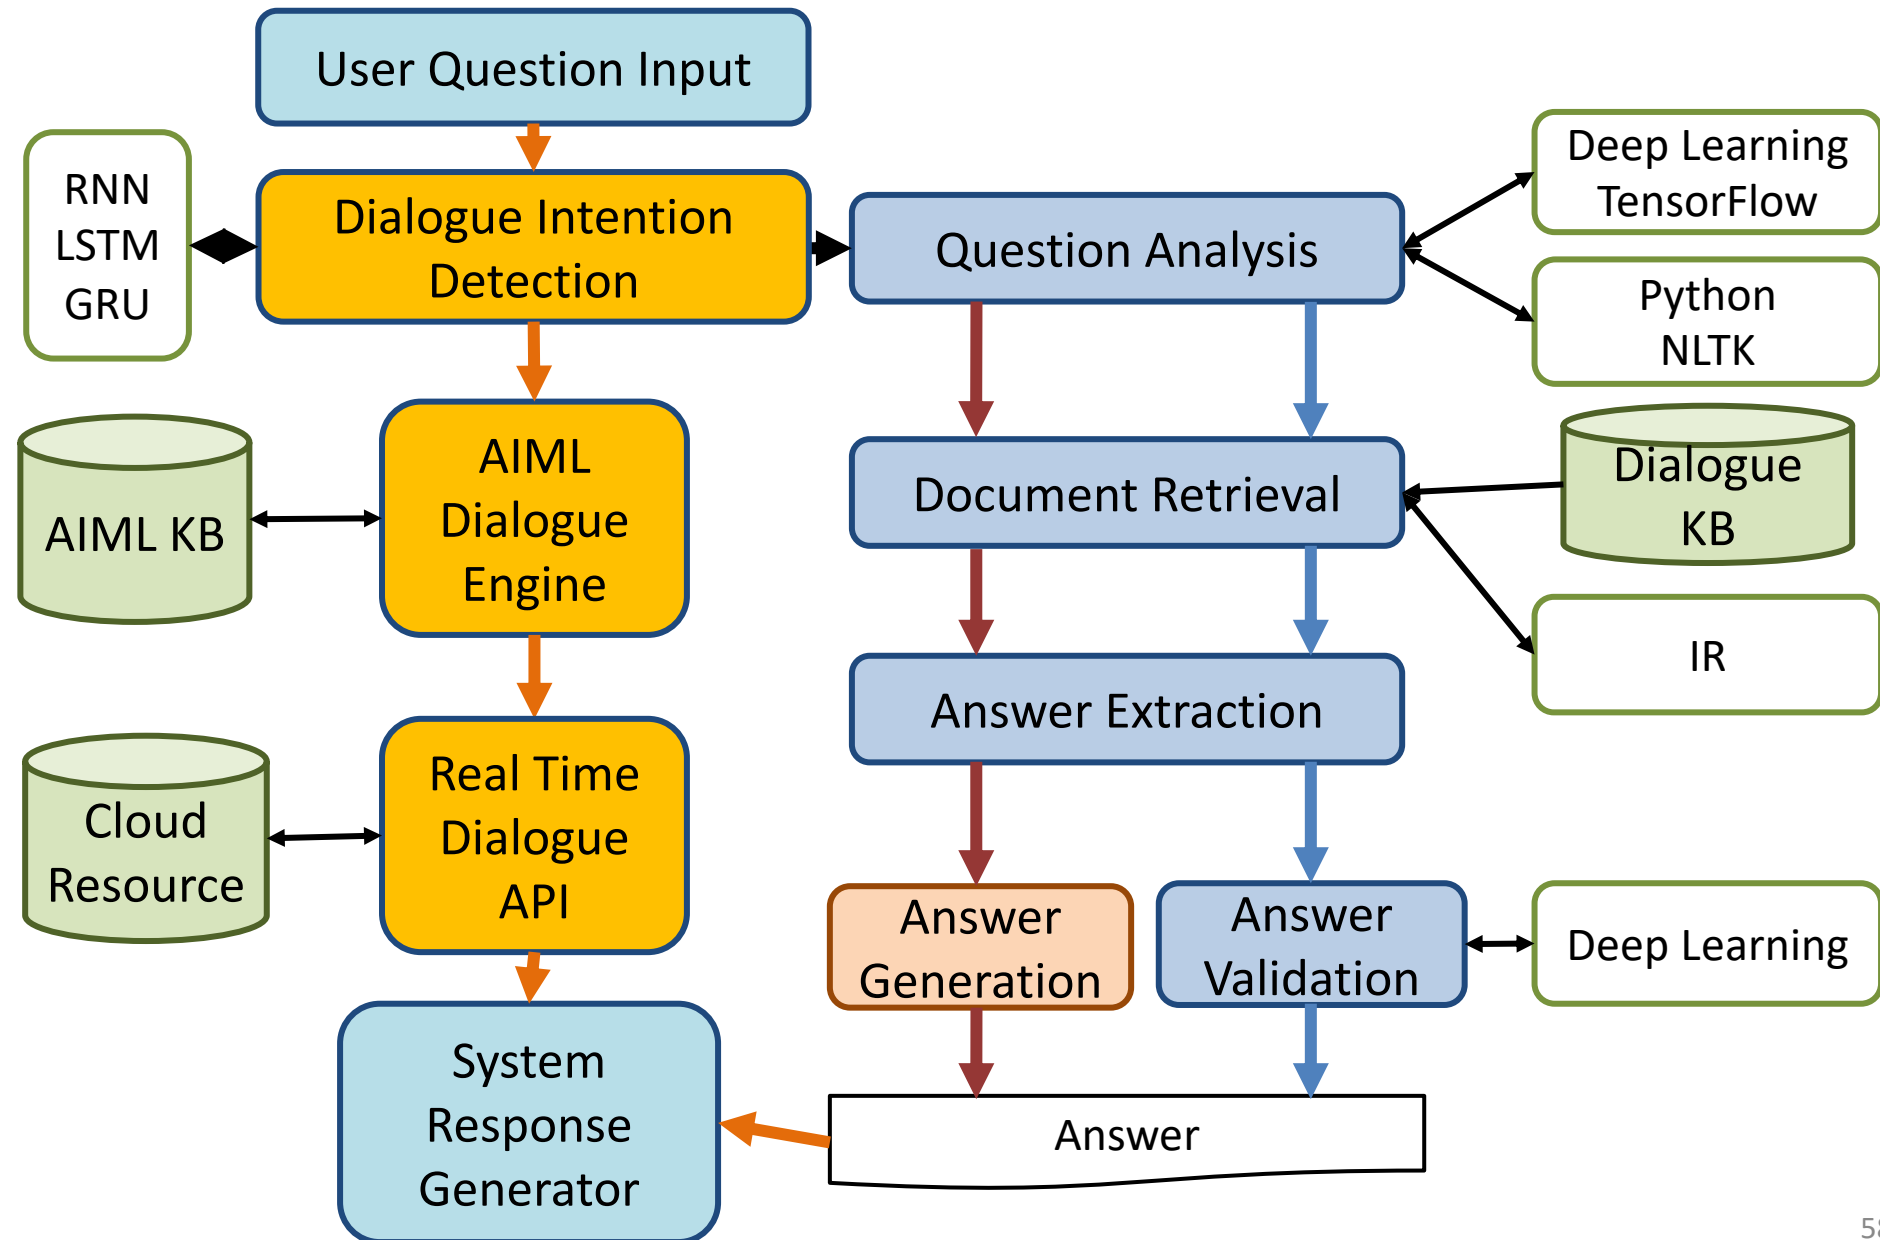 User Question Input
RNN
LSTM
GRU
Dialogue Intention
Detection
Question Analysis
Deep Learning
TensorFlow
Python
NLTK
AIML KB
AIML
Dialogue
Engine
Document Retrieval
Dialogue
KB
IR
Answer Extraction
Cloud
Resource
Real Time
Dialogue
API
Answer
Generation
Answer
Validation
Deep Learning
System
Response
Generator
Answer